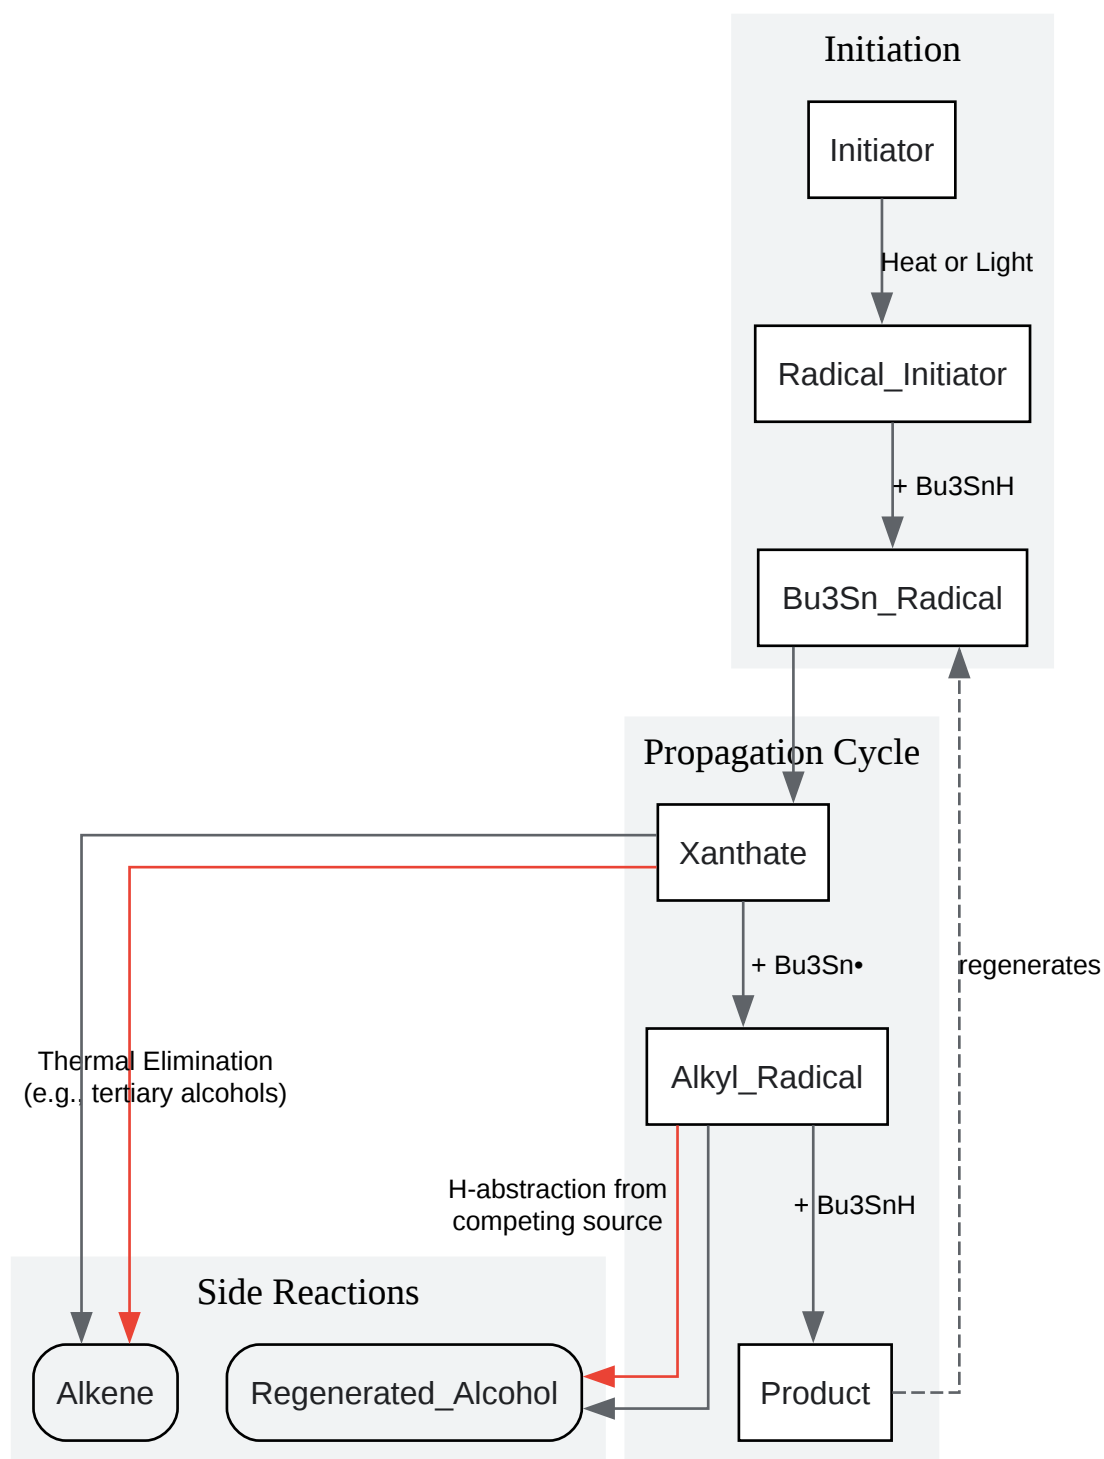 Initiation
Initiator
Heat or Light
Radical_Initiator
+ Bu3SnH
Bu3Sn_Radical
Propagation Cycle
Xanthate
+ Bu3Sn•
regenerates
Thermal Elimination
(e.g., tertiary alcohols)
Alkyl_Radical
H-abstraction from
competing source
+ Bu3SnH
Side Reactions
Alkene
Regenerated_Alcohol
Product